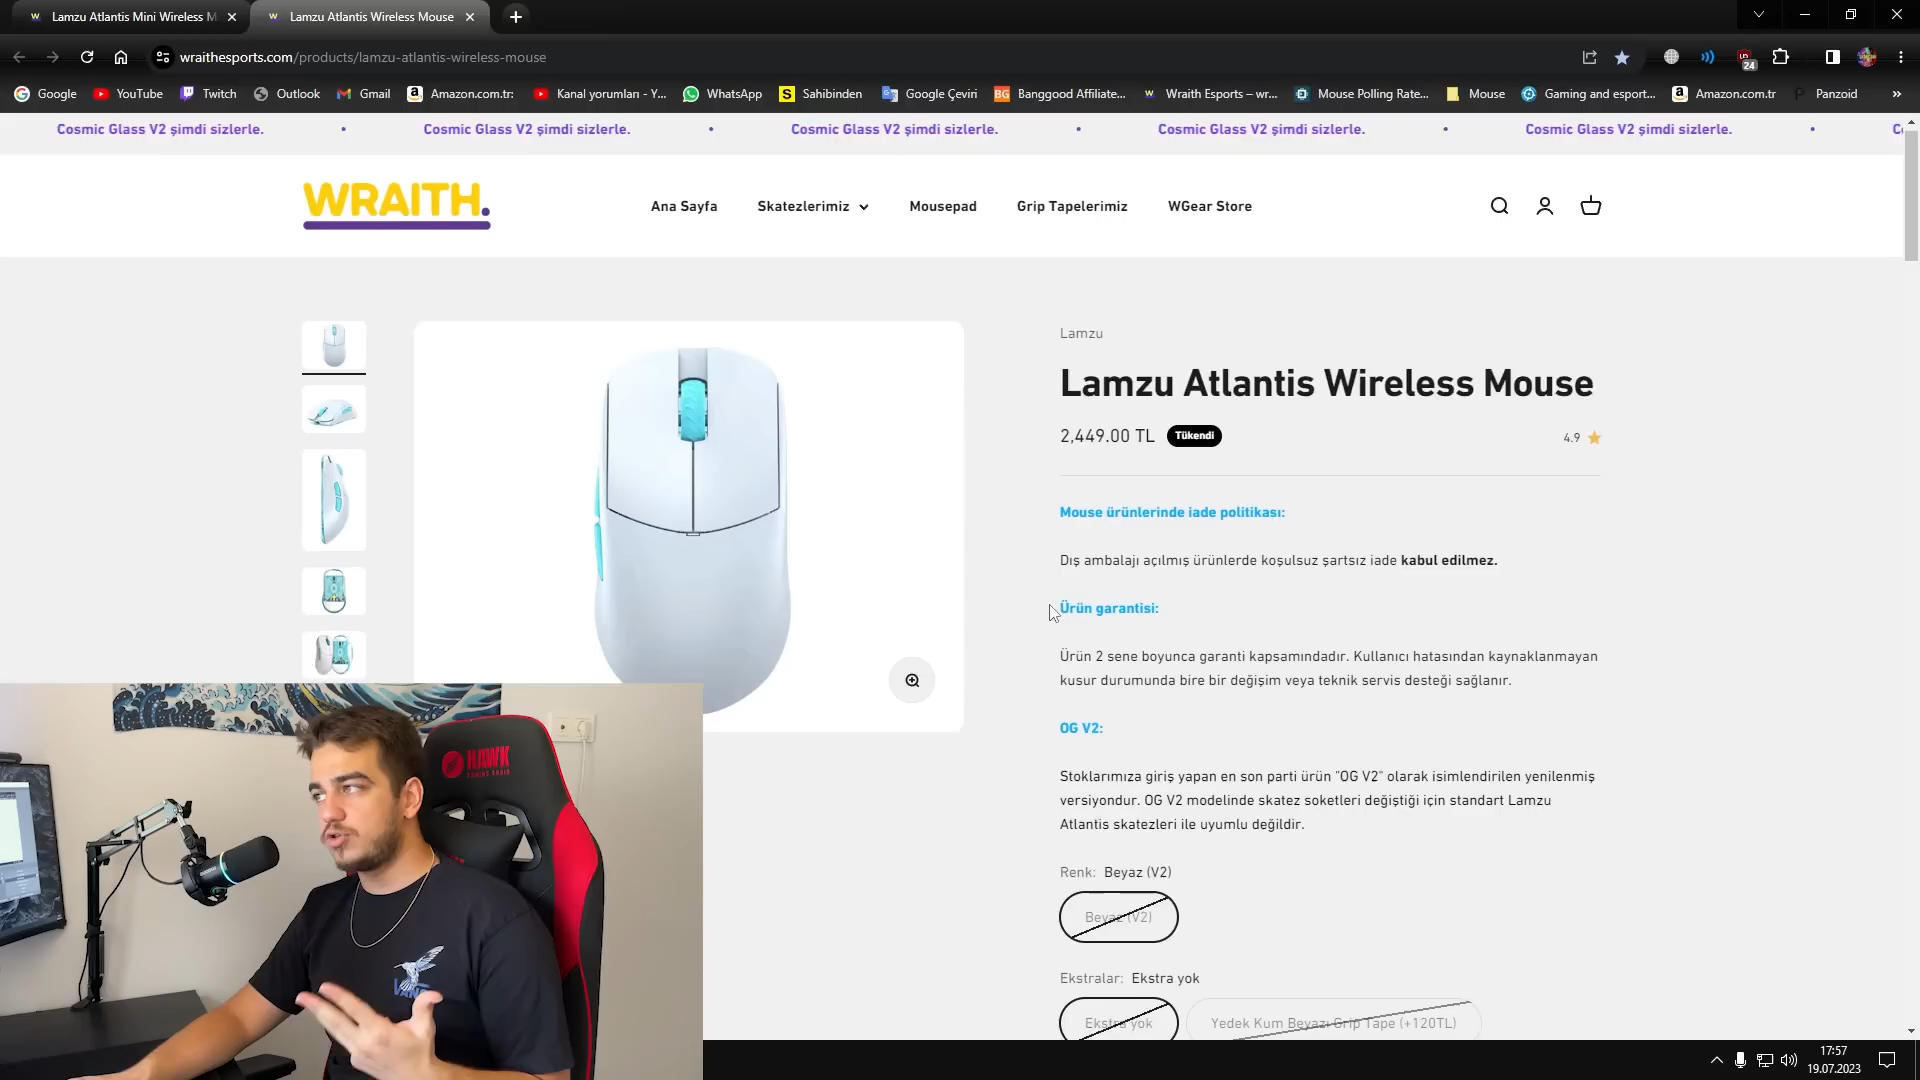 Lamzu Atlantis Mini Wireless M
Lamzu Atlantis Wireless Mouse
wraithesports.com/products/lamzu-atlantis-wireless-mouse
24
Google
YouTube
Twitch
Outlook
Gmail
Amazon.com.tr:
Kanal yorumları - Y...
WhatsApp
Sahibinden
Google Çeviri
BG
Banggood Affiliate...
Wraith Esports – wr...
Mouse Polling Rate...
Mouse
Gaming and esport...
Amazon.com.tr
Panzoid
Cosmic Glass V2 şimdi sizlerle. • Cosmic Glass V2 şimdi sizlerle. • Cosmic Glass V2 şimdi sizlerle. • Cosmic Glass V2 şimdi sizlerle. • Cosmic Glass V2 şimdi sizlerle. •
WRAITH.
Ana Sayfa
Skatezlerimiz
Mousepad
Grip Tapelerimiz
WGear Store
Lamzu
Lamzu Atlantis Wireless Mouse
2,449.00 TL
Tükendi
4.9
Mouse ürünlerinde iade politikası:
Dış ambalajı açılmış ürünlerde koşulsuz şartsız iade kabul edilmez.
Ürün garantisi:
Ürün 2 sene boyunca garanti kapsamındadır. Kullanıcı hatasından kaynaklanmayan
kusur durumunda bire bir değişim veya teknik servis desteği sağlanır.
OG V2:
Stoklarımıza giriş yapan en son parti ürün "OG V2" olarak isimlendirilen yenilenmiş
versiyondur. OG V2 modelinde skatez soketleri değiştiği için standart Lamzu
Atlantis skatezleri ile uyumlu değildir.
Renk: Beyaz (V2)
Beyaz (V2)
Ekstralar: Ekstra yok
Ekstra yok
Yedek Kum Beyazı Grip Tape (+120TL)
HAWK
GAMING CHAIR
VANS
17:57
19.07.2023